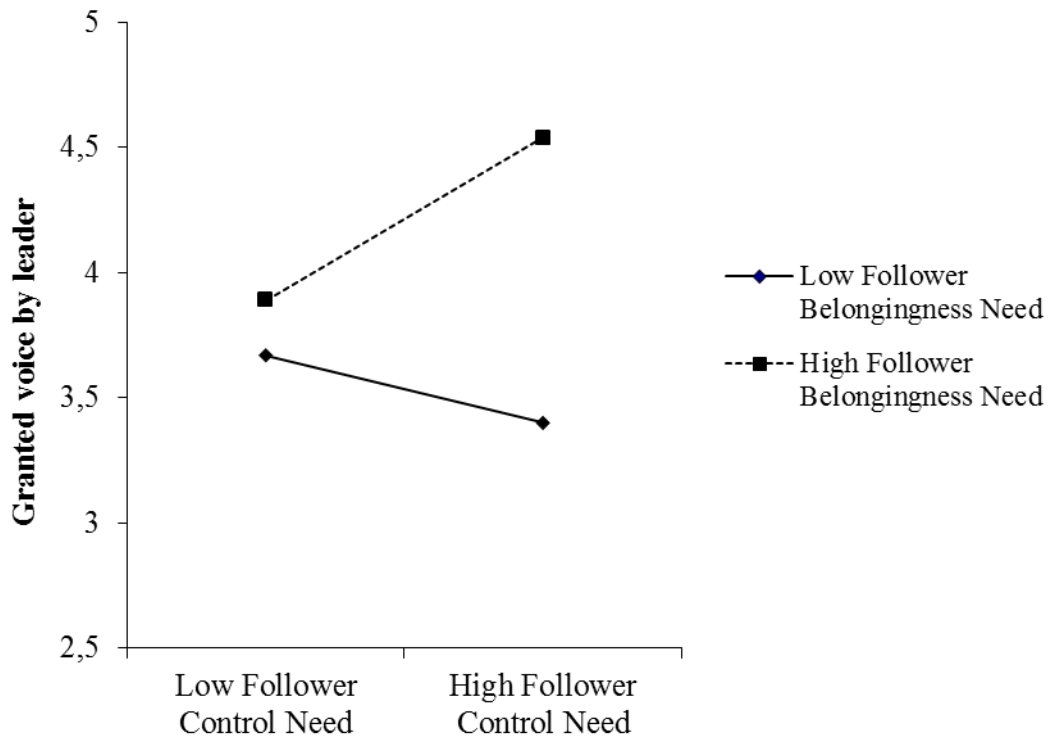 5
4,5
4
3,5
3
2,5
Granted voice by leader
Low Follower
Control Need
High Follower
Control Need
Low Follower
Belongingness Need
High Follower
Belongingness Need